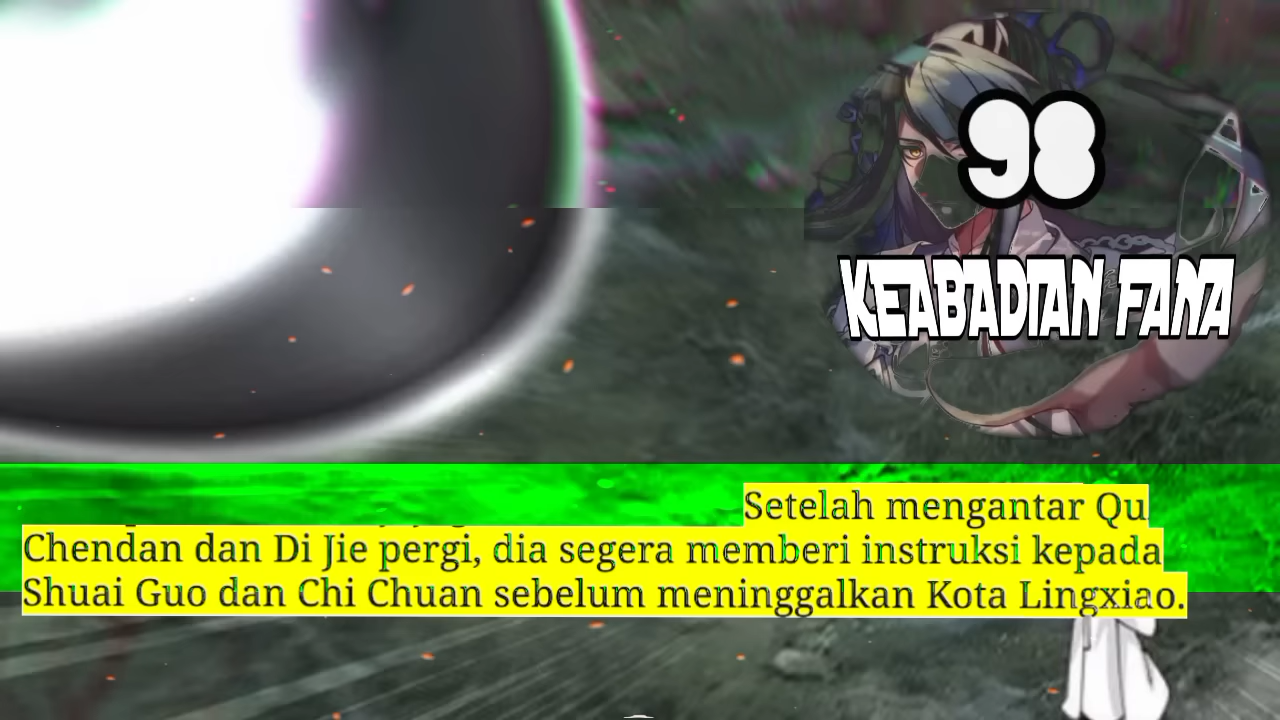 98
KEABADIAN FANA
Setelah mengantar Qu
Chendan dan Di Jie pergi, dia segera memberi instruksi kepada
Shuai Guo dan Chi Chuan sebelum meninggalkan Kota Lingxiao.